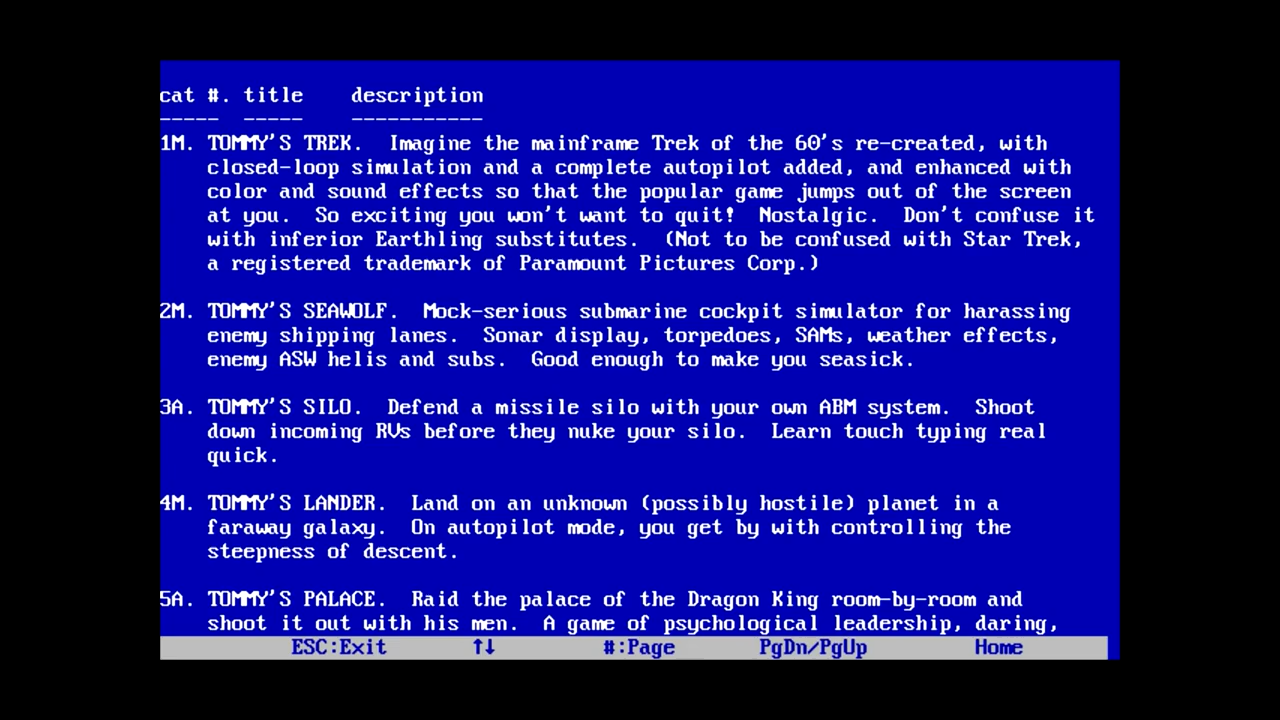 cat #. title    description
-----  -----    -----------
1M. TOMMY'S TREK.  Imagine the mainframe Trek of the 60's re-created, with
closed-loop simulation and a complete autopilot added, and enhanced with
color and sound effects so that the popular game jumps out of the screen
at you.  So exciting you won't want to quit!  Nostalgic.  Don't confuse it
with inferior Earthling substitutes.  (Not to be confused with Star Trek,
a registered trademark of Paramount Pictures Corp.)
2M. TOMMY'S SEAWOLF.  Mock-serious submarine cockpit simulator for harassing
enemy shipping lanes.  Sonar display, torpedoes, SAMs, weather effects,
enemy ASW helis and subs.  Good enough to make you seasick.
3A. TOMMY'S SILO.  Defend a missile silo with your own ABM system.  Shoot
down incoming RVs before they nuke your silo.  Learn touch typing real
quick.
4M. TOMMY'S LANDER.  Land on an unknown (possibly hostile) planet in a
faraway galaxy.  On autopilot mode, you get by with controlling the
steepness of descent.
5A. TOMMY'S PALACE.  Raid the palace of the Dragon King room-by-room and
shoot it out with his men.  A game of psychological leadership, daring,
ESC:Exit    ↑↓    #:Page    PgDn/PgUp    Home